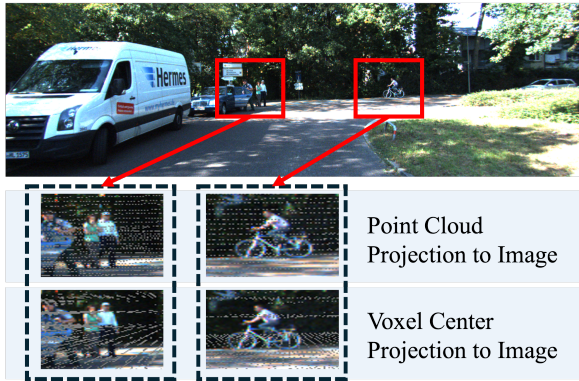 Hermes
Point Cloud
Projection to Image
Voxel Center
Projection to Image